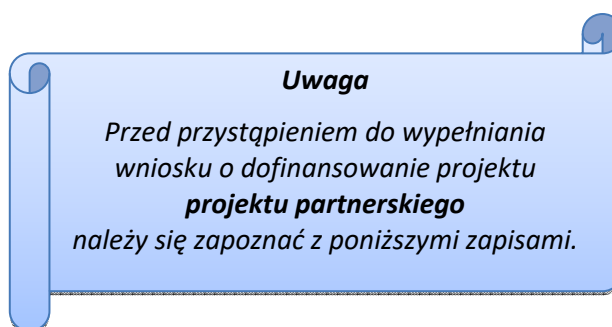 Uwaga
Przed przystąpieniem do wypełniania
wniosku o dofinansowanie projektu
projektu partnerskiego
należy się zapoznać z poniższymi zapisami.